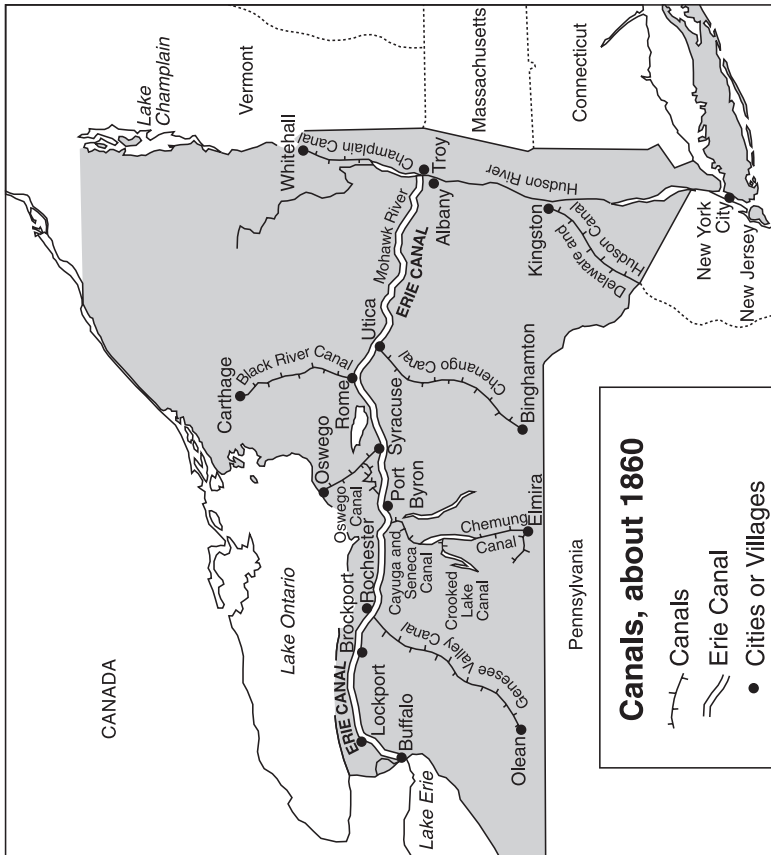 CANADA
Lake
Champlain
Vermont
Massachusetts
Connecticut
Lake Ontario
Lake Erie
Carthage
Black River Canal
Oswego
Oswego
Canal
Rome
Utica
Mohawk River
ERIE CANAL
Whitehall
Champlain Canal
Troy
Albany
Hudson River
Kingston
Delaware and
Hudson Canal
New York
City
New Jersey
Syracuse
Port
Byron
Rochester
Brockport
ERIE CANAL
Lockport
Buffalo
Cayuga and
Seneca
Canal
Crooked
Lake
Canal
Chemung
Canal
Elmira
Chenango Canal
Binghamton
Genesee Valley Canal
Olean
Pennsylvania
Canals, about 1860
Canals
Erie Canal
Cities or Villages